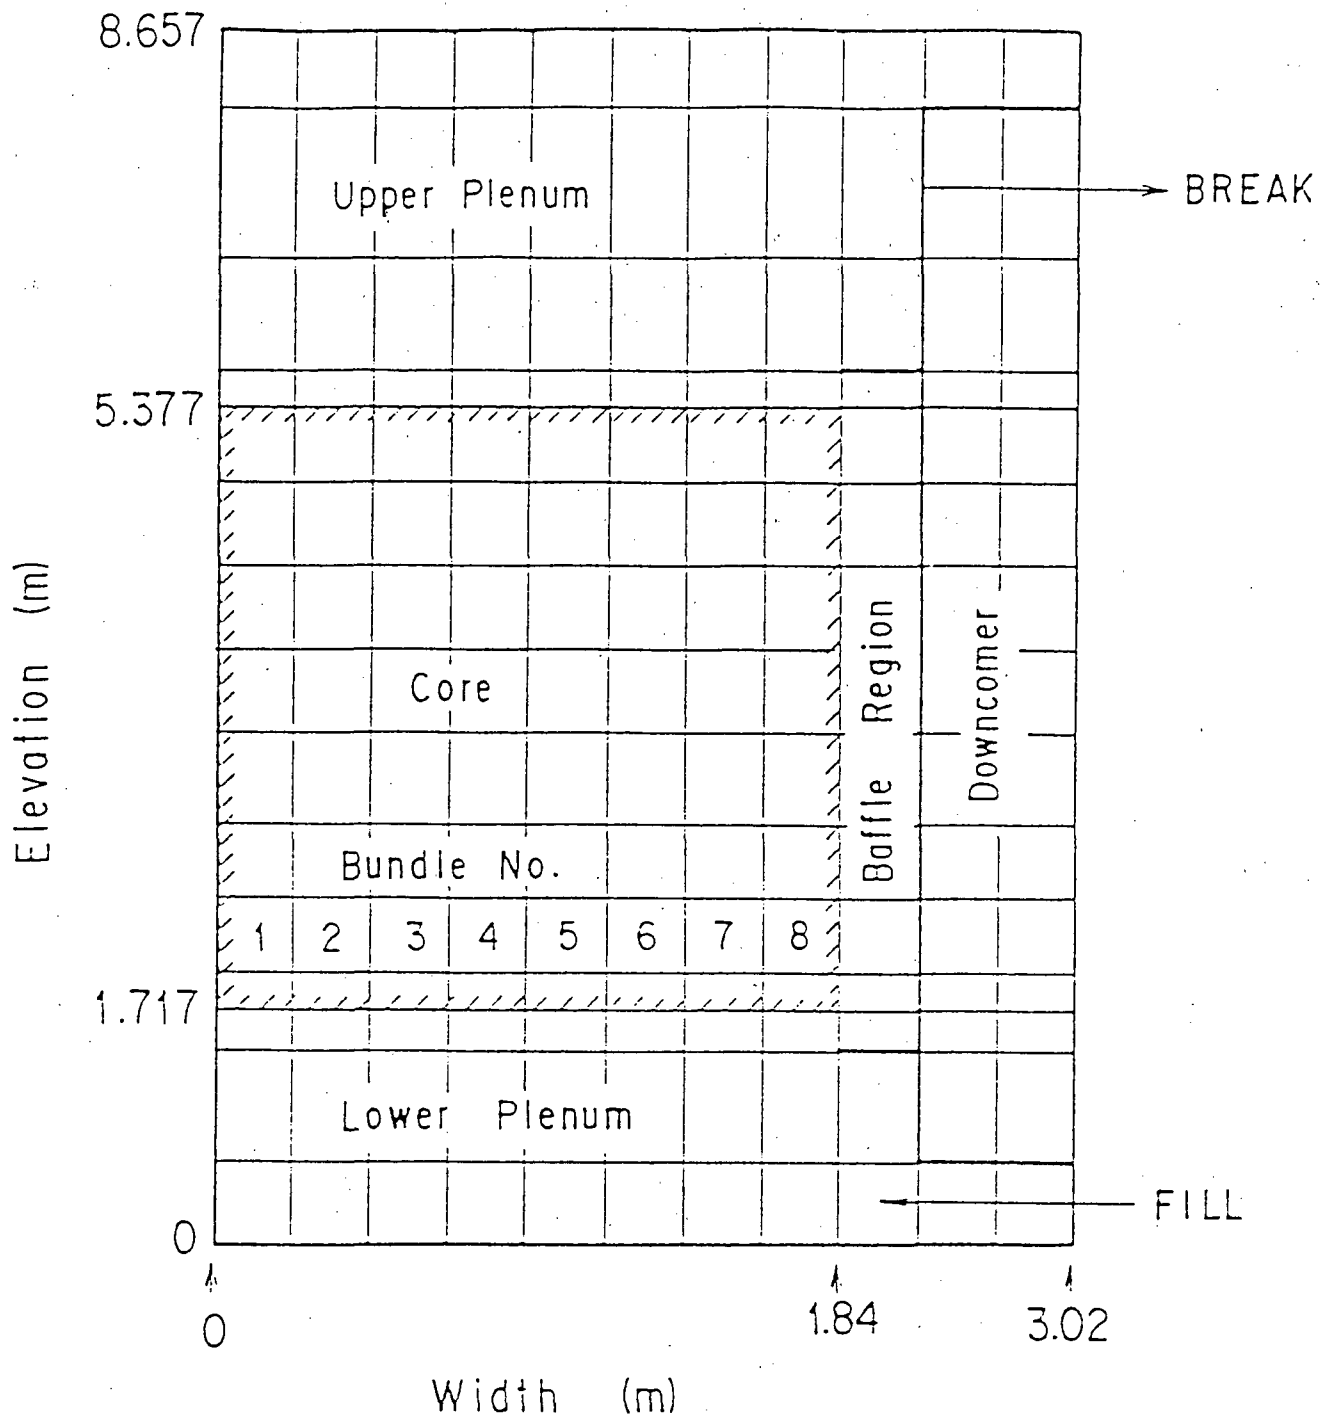 8.657
Upper Plenum
BREAK
5.377
Elevation (m)
Core
Baffle Region
Downcomer
Bundle No.
1 2 3 4 5 6 7 8
1.717
Lower Plenum
FILL
0
0 1.84 3.02
Width (m)